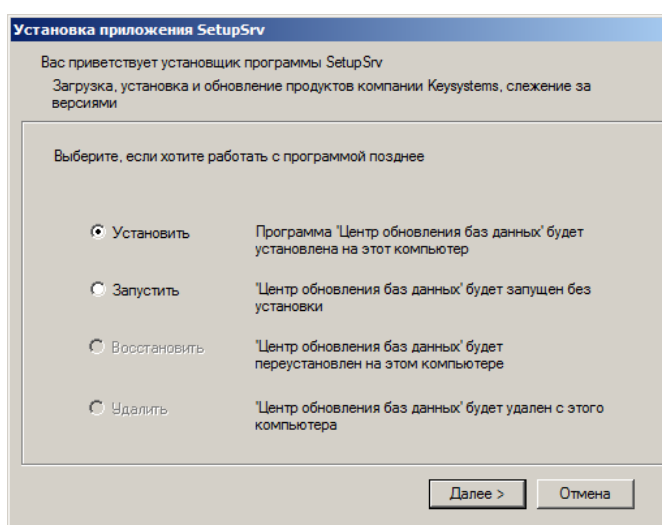 Установка приложения SetupSrv
Вас приветствует установщик программы SetupSrv
Загрузка, установка и обновление продуктов компании Keysystems, слежение за
версиями
Выберите, если хотите работать с программой позднее
Установить
Программа 'Центр обновления баз данных' будет
установлена на этот компьютер
Запустить
'Центр обновления баз данных' будет запущен без
установки
Восстановить
'Центр обновления баз данных' будет
переустановлен на этом компьютере
Удалить
'Центр обновления баз данных' будет удален с этого
компьютера
Далее >
Отмена